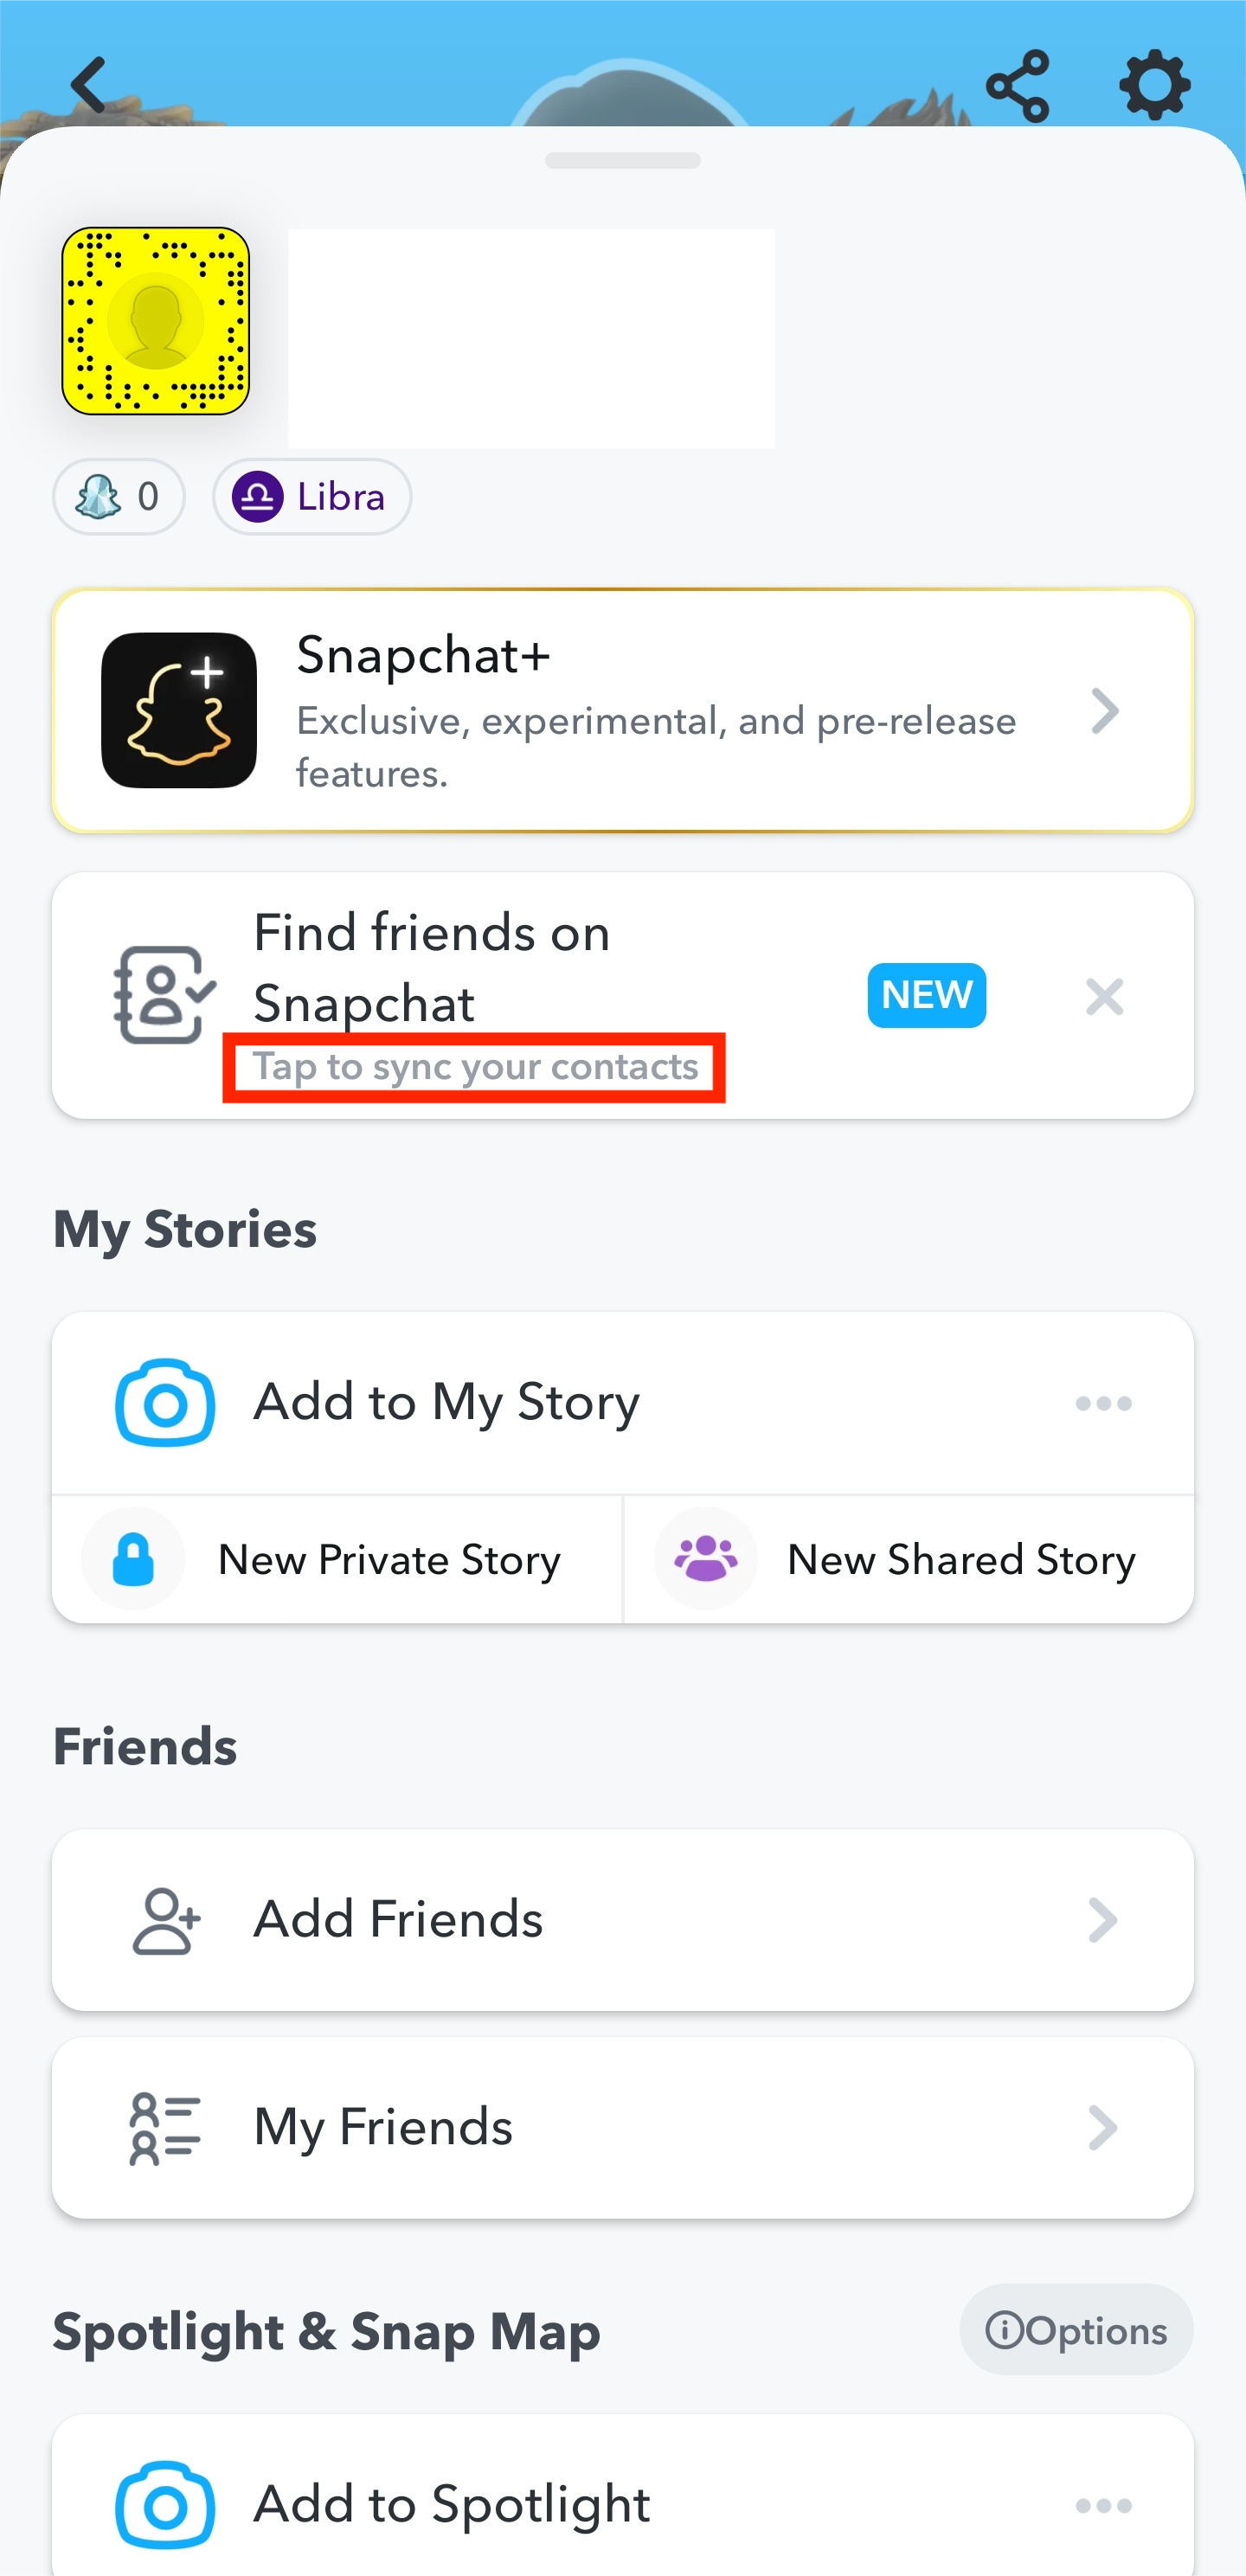 0
Libra
Snapchat+
Exclusive, experimental, and pre-release
features.
Find friends on
Snapchat
NEW
Tap to sync your contacts
My Stories
Add to My Story
New Private Story
New Shared Story
Friends
Add Friends
My Friends
Spotlight & Snap Map
Options
Add to Spotlight